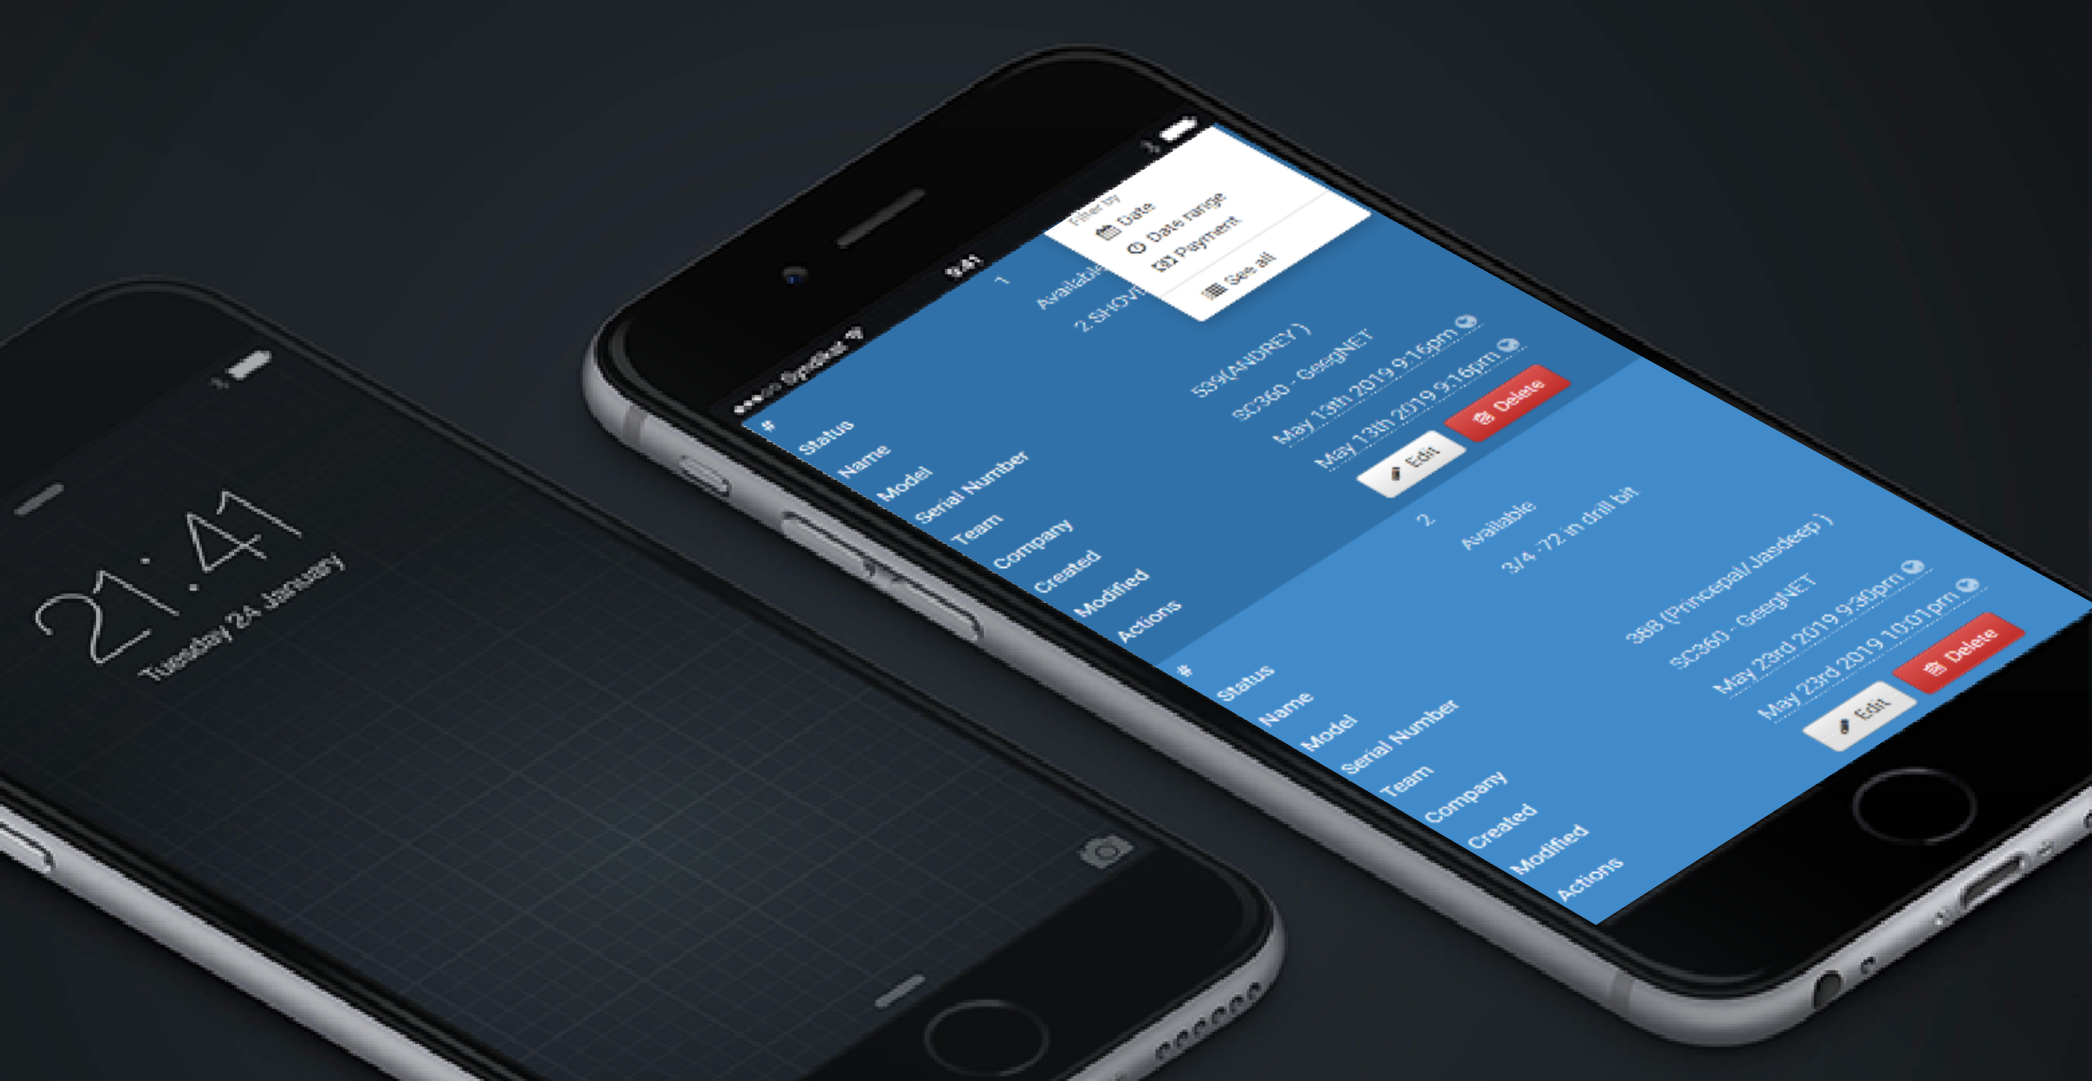 21:41
Tuesday 24 January
Syndikat
9:41
Filter by
Date
Date range
Payment
See all
#
1
Status
Available
Name
2.SHOV
Model
Serial Number
539(ANDREY )
Team
SC360 - GeegNET
Company
May 13th 2019 9:16pm
Created
May 13th 2019 9:16pm
Modified
Edit
Delete
Actions
#
2
Status
Available
Name
3/4 -72 in drill bit
Model
Serial Number
388 (Princepal/Jasdeep )
Team
SC360 - GeegNET
Company
May 23rd 2019 9:30pm
Created
May 23rd 2019 10:01pm
Modified
Edit
Delete
Actions